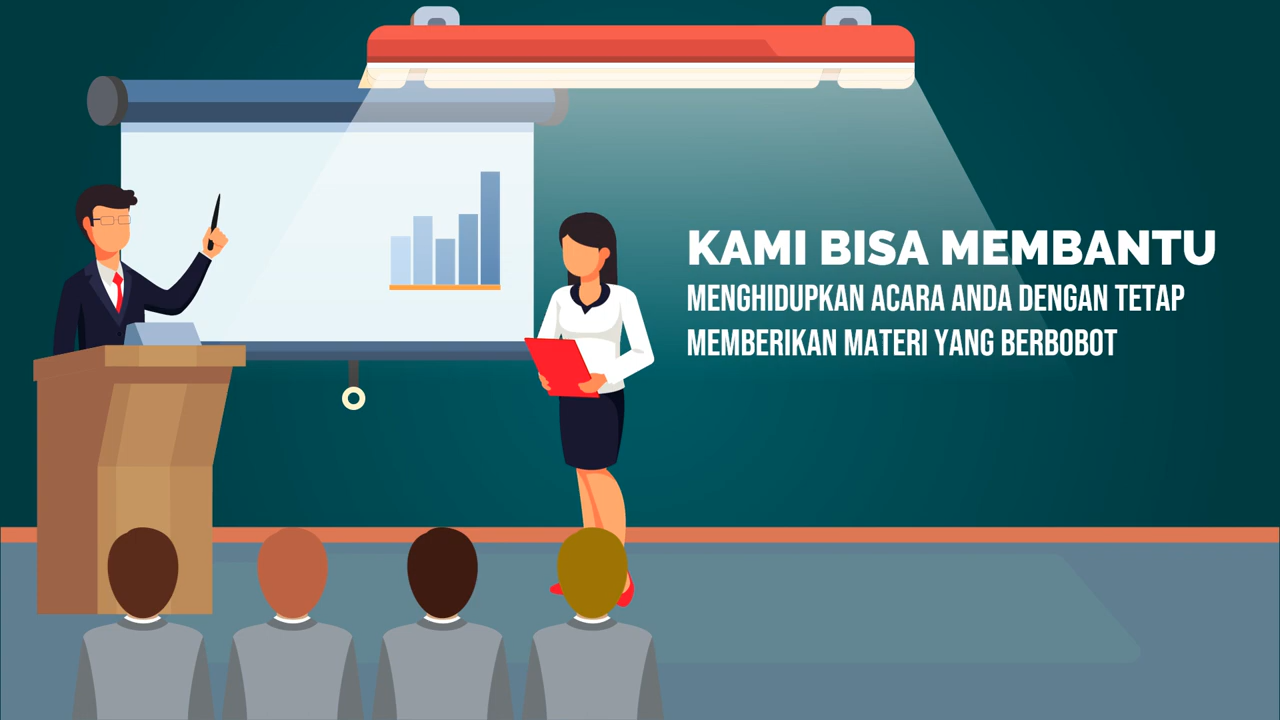 KAMI BISA MEMBANTU
MENGHIDUPKAN ACARA ANDA DENGAN TETAP
MEMBERIKAN MATERI YANG BERBOBOT